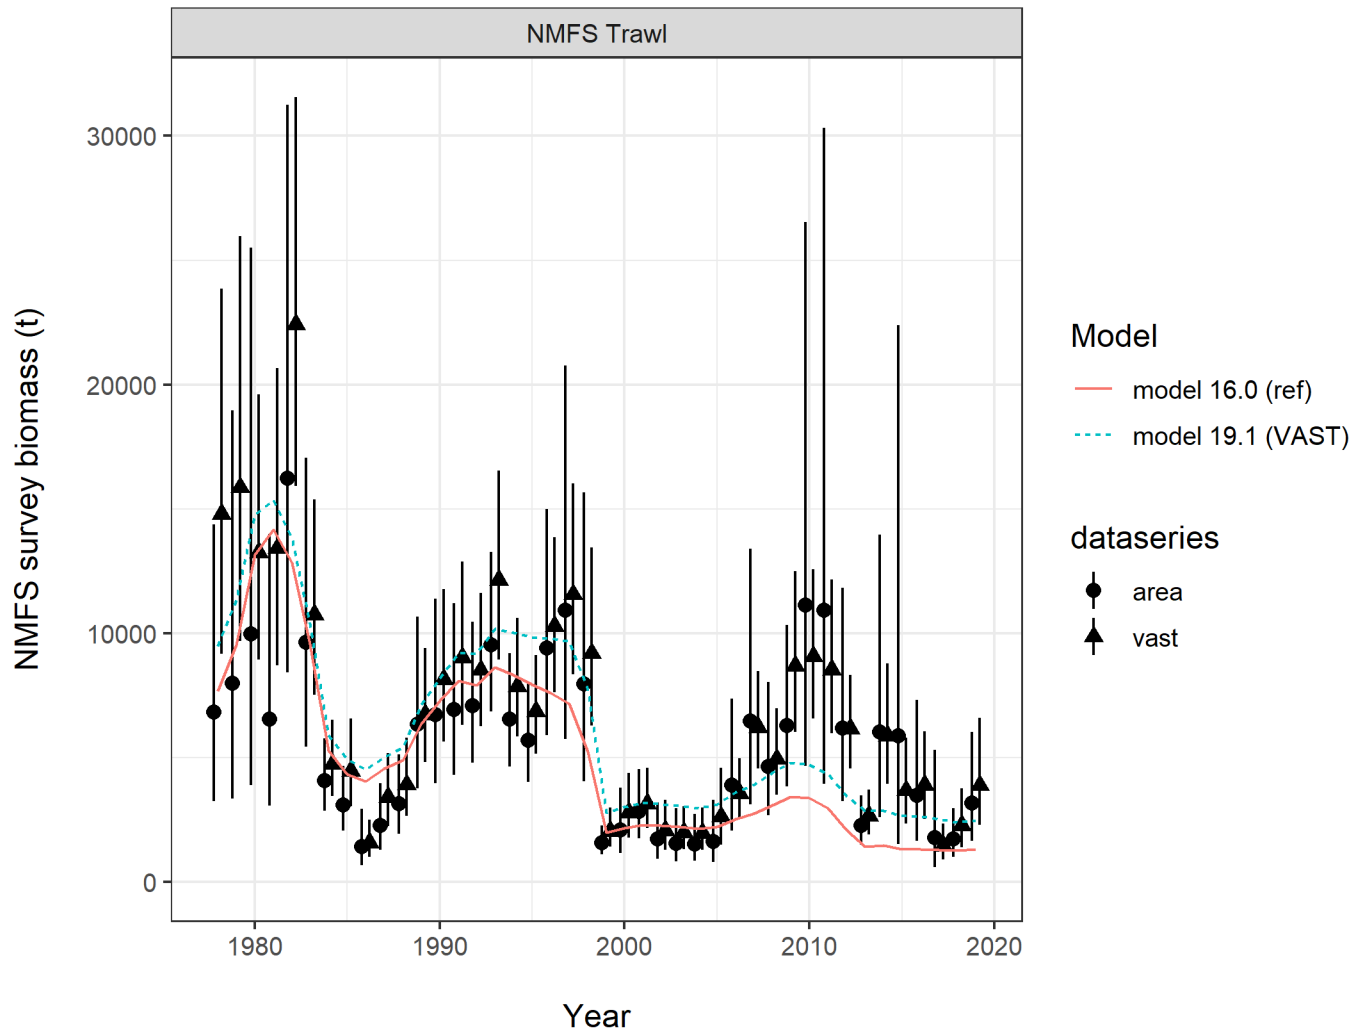 NMFS Trawl
30000
20000
10000
0
NMFS survey biomass (t)
1980
1990
2000
2010
2020
Year
Model
model 16.0 (ref)
model 19.1 (VAST)
dataseries
area
vast